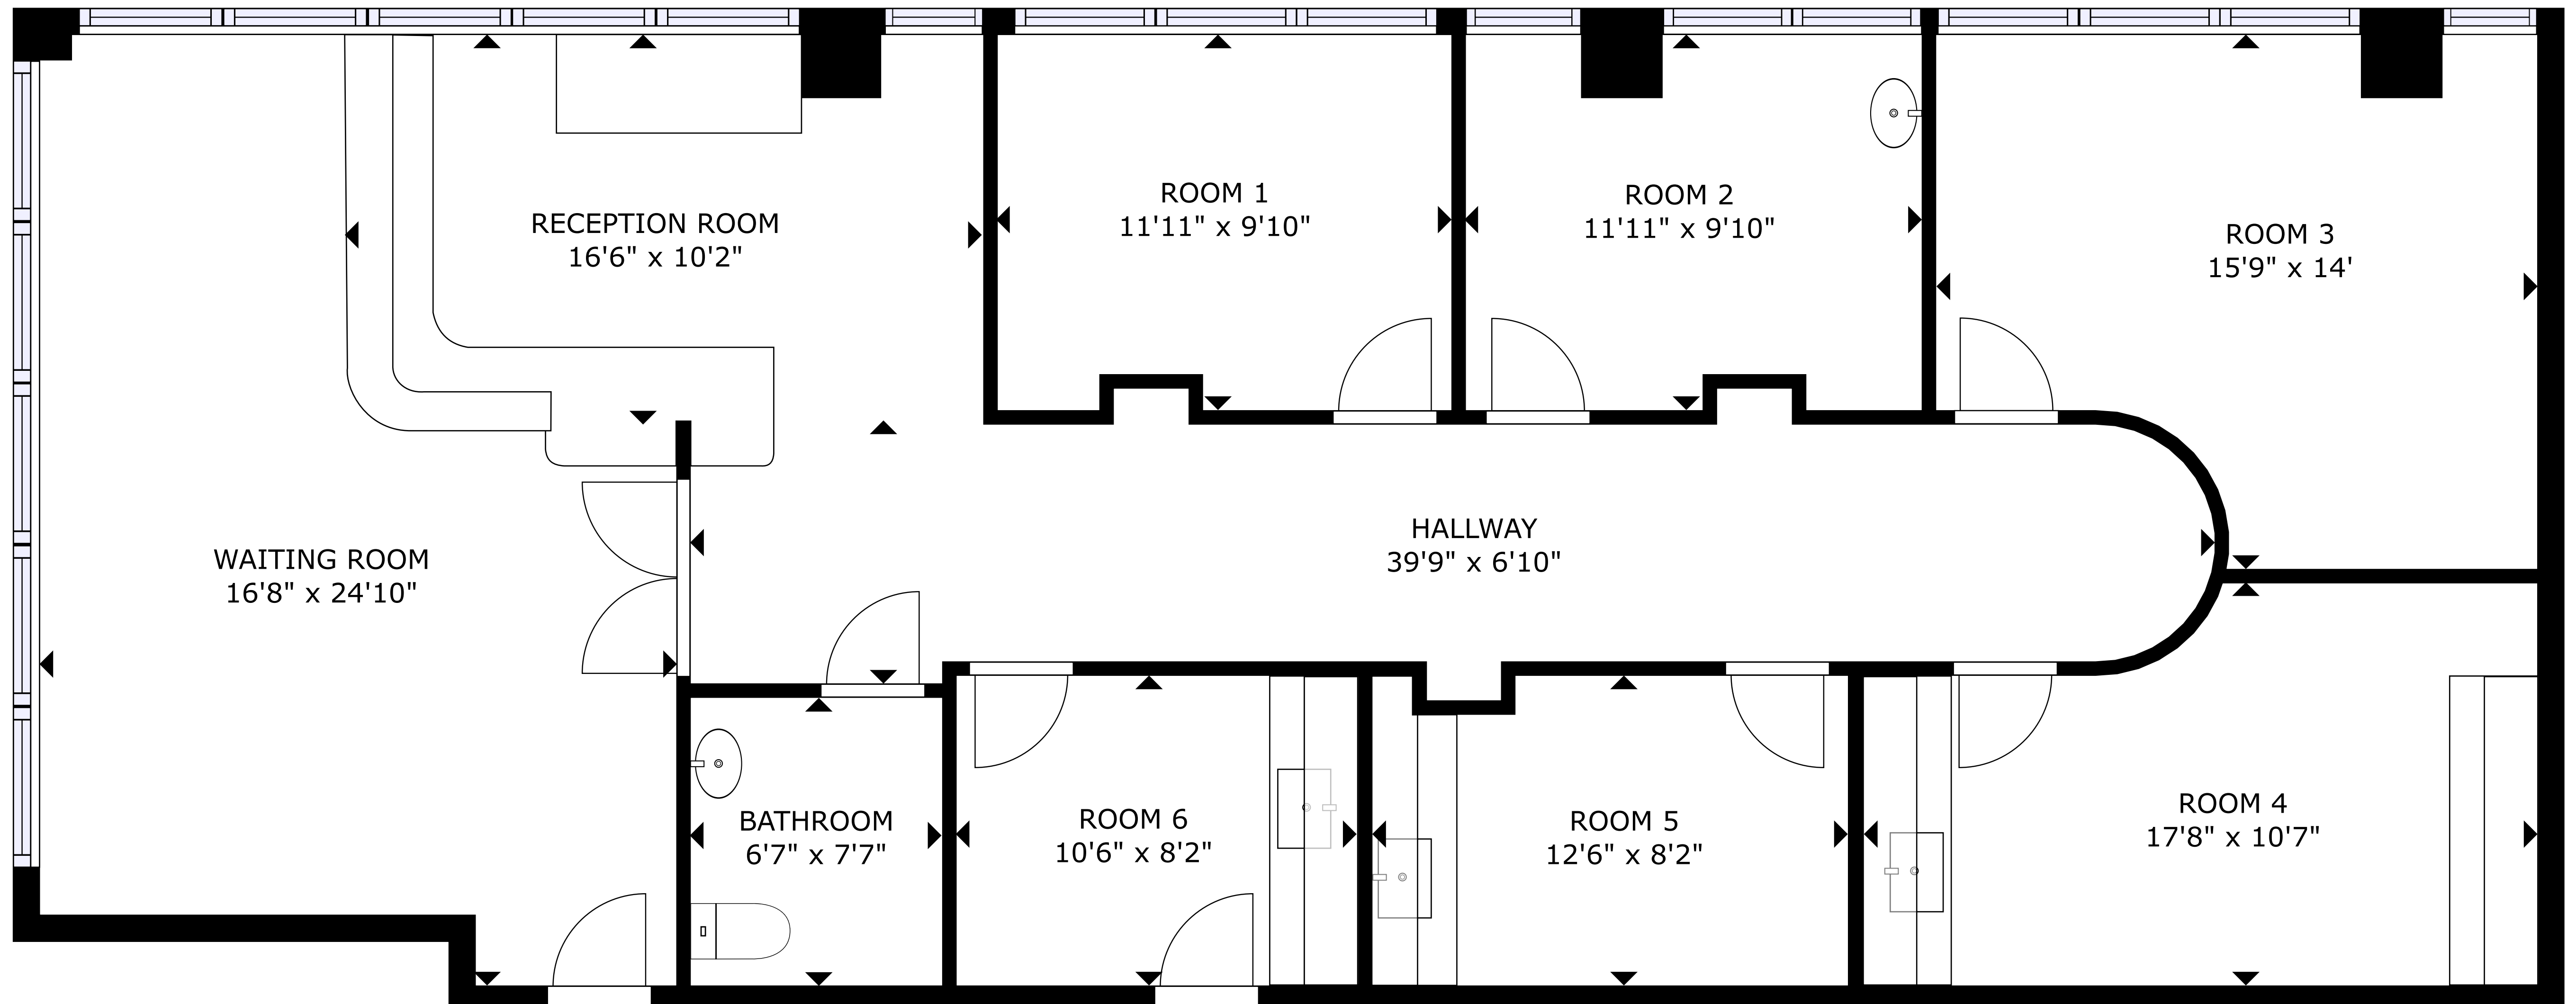 ROOM 1
11'11" x 9'10"
ROOM 2
11'11" x 9'10"
RECEPTION ROOM
16'6" x 10'2"
ROOM 3
15'9" x 14'
HALLWAY
39'9" x 6'10"
WAITING ROOM
16'8" x 24'10"
BATHROOM
6'7" x 7'7"
ROOM 6
10'6" x 8'2"
ROOM 5
12'6" x 8'2"
ROOM 4
17'8" x 10'7"